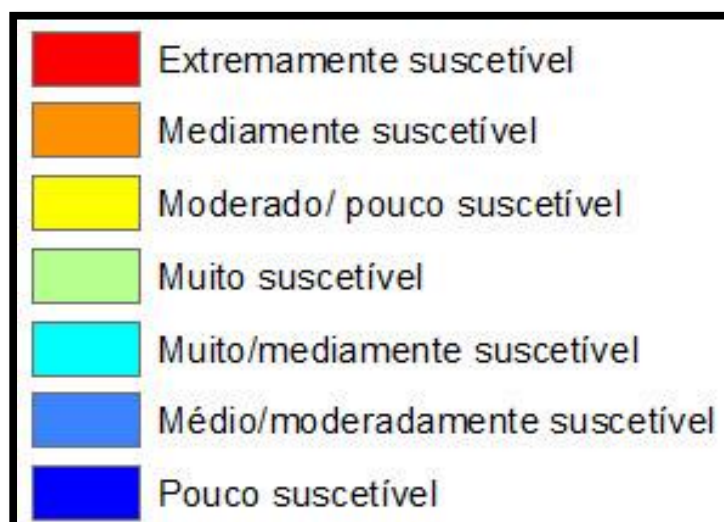 Extremamente suscetível
Mediamente suscetível
Moderado/ pouco suscetível
Muito suscetível
Muito/mediamente suscetível
Médio/moderadamente suscetível
Pouco suscetível